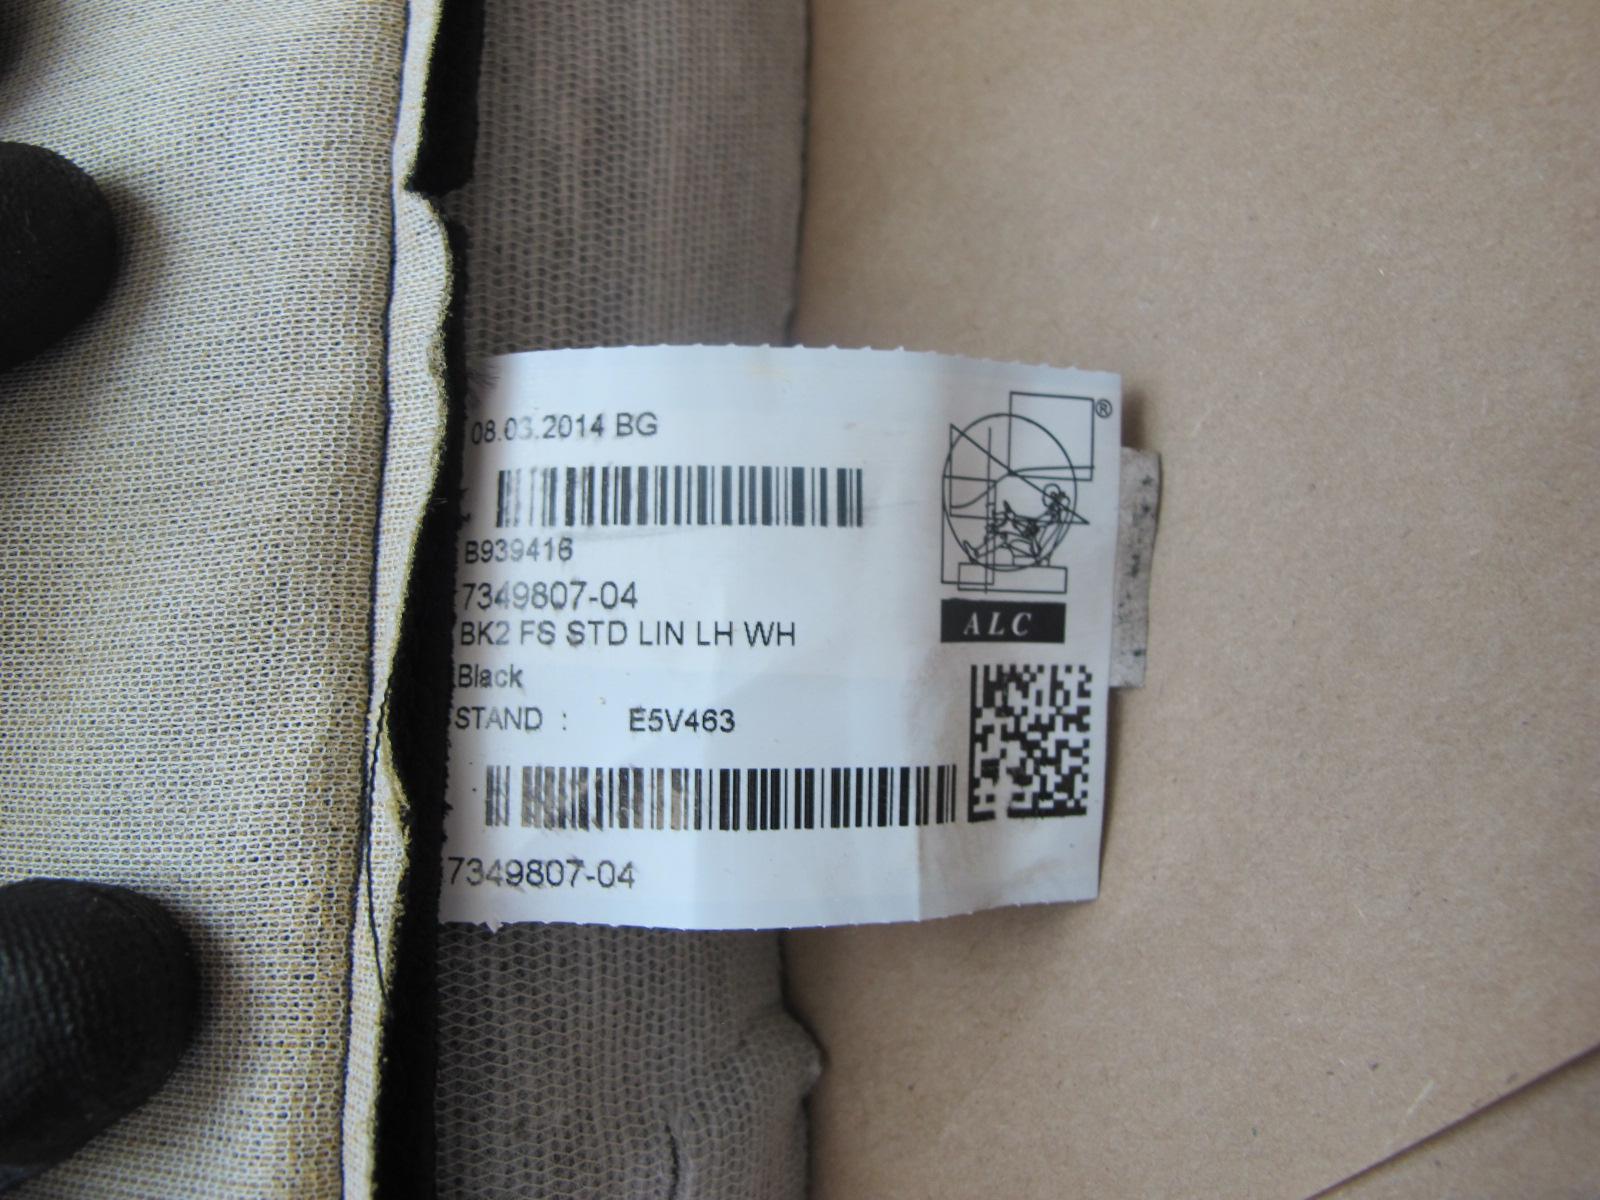 08.03.2014 BG
B939416
7349807-04
BK2 FS STD LIN LH WH
Black
STAND : E5V463
7349807-04
®
ALC